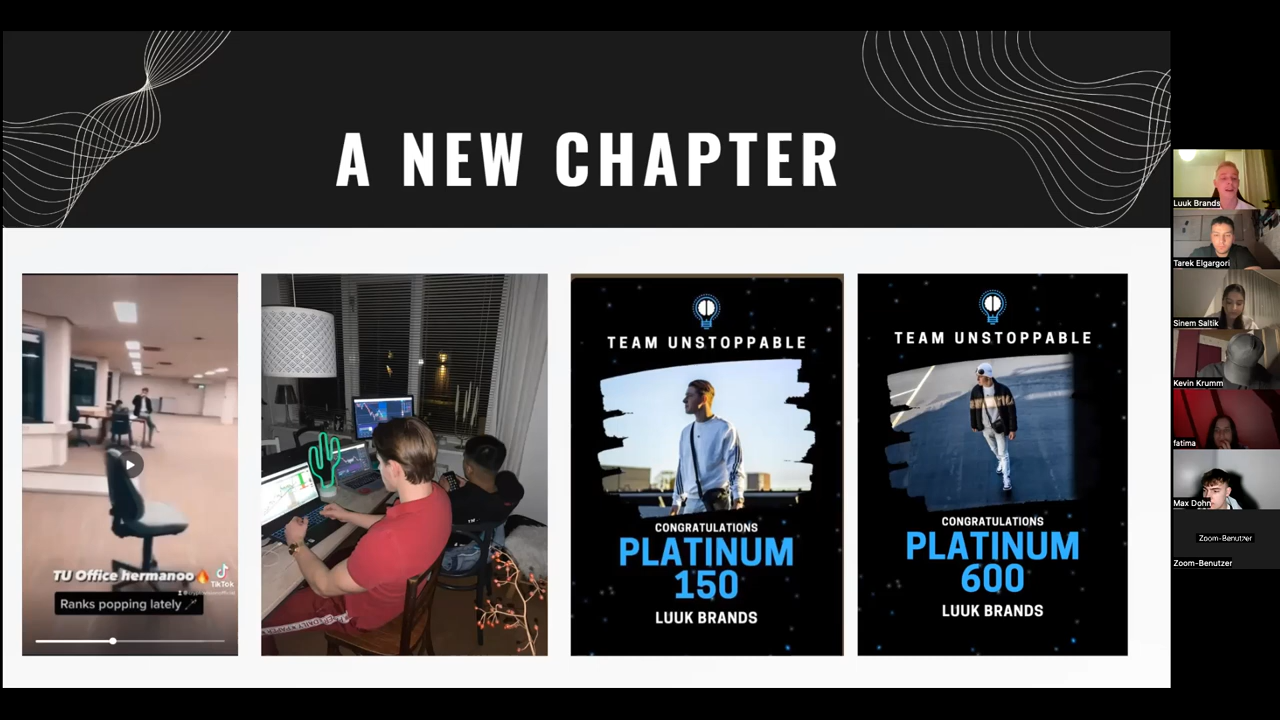 A NEW CHAPTER
TU Office hermanoo🔥
TikTok
Ranks popping lately
TEAM UNSTOPPABLE
CONGRATULATIONS
PLATINUM
150
LUUK BRANDS
TEAM UNSTOPPABLE
CONGRATULATIONS
PLATINUM
600
LUUK BRANDS
Luuk Brands
Tarek Elgargori
Sinem Saltik
Kevin Krumm
fatima
Max Dohn
Zoom-Benutzer
Zoom-Benutzer